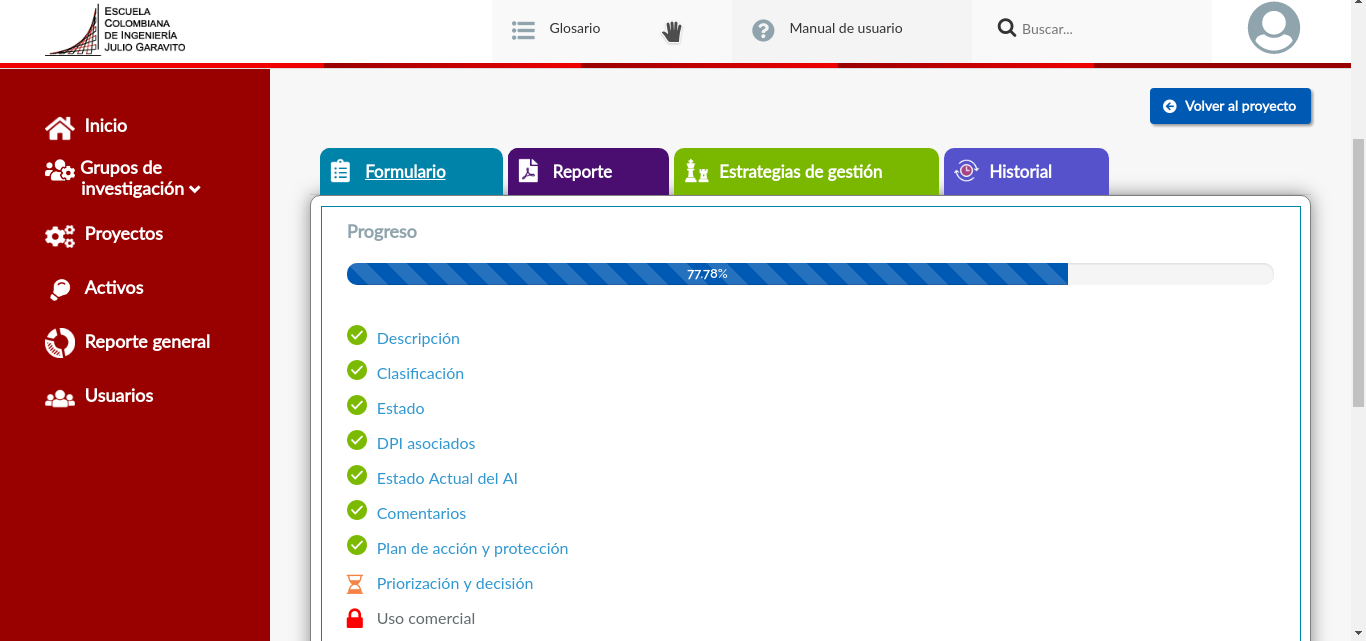 ESCUELA
COLOMBIANA
DE INGENIERÍA
JULIO GARAVITO
Glosario
Manual de usuario
Buscar...
Inicio
Grupos de
investigación
Proyectos
Activos
Reporte general
Usuarios
Volver al proyecto
Formulario
Reporte
Estrategias de gestión
Historial
Progreso
77.78%
Descripción
Clasificación
Estado
DPI asociados
Estado Actual del AI
Comentarios
Plan de acción y protección
Priorización y decisión
Uso comercial